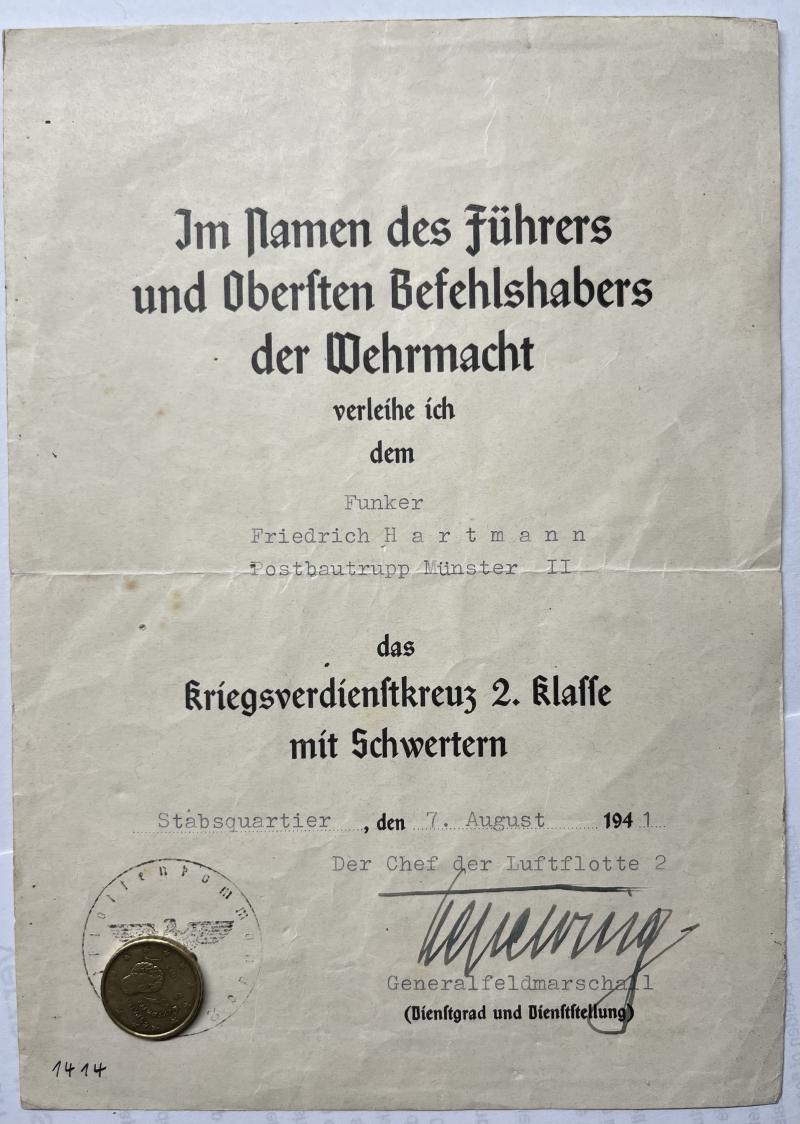 Im Namen des Führers
und Oberſten Befehlshabers
der Wehrmacht
verleihe ich
dem
Funker
Friedrich H a r t m a n n
Postbautrupp Münster II
das
Kriegsverdienſtkreuz 2. Klaſſe
mit Schwertern
Stabsquartier, den 7. August 1941
Der Chef der Luftflotte 2
Generalfeldmarschall
(Dienſtgrad und Dienſtſtellung)
1414